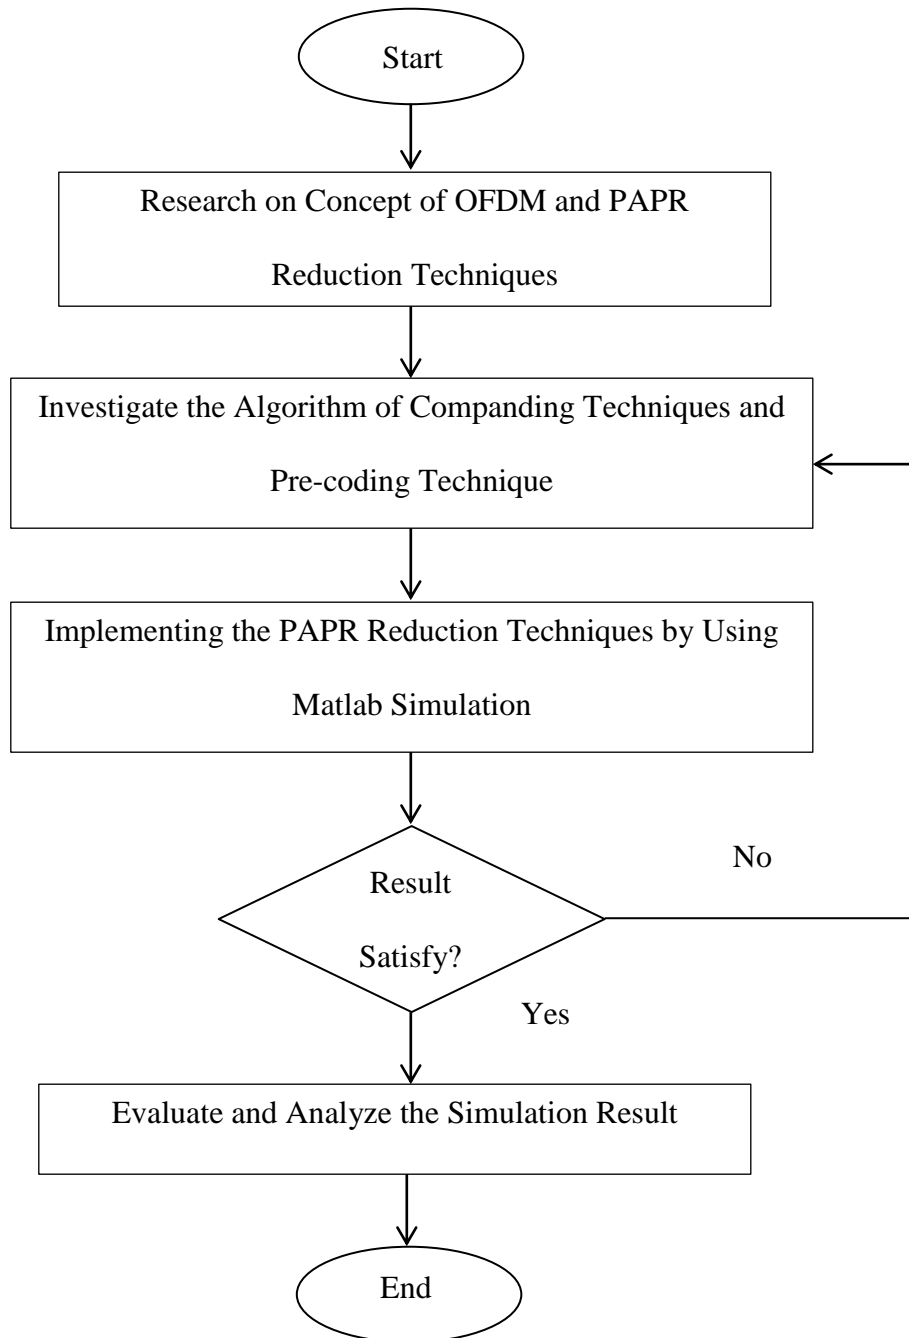 Start
Research on Concept of OFDM and PAPR
Reduction Techniques
Investigate the Algorithm of Companding Techniques and
Pre-coding Technique
Implementing the PAPR Reduction Techniques by Using
Matlab Simulation
Result
Satisfy?
No
Yes
Evaluate and Analyze the Simulation Result
End